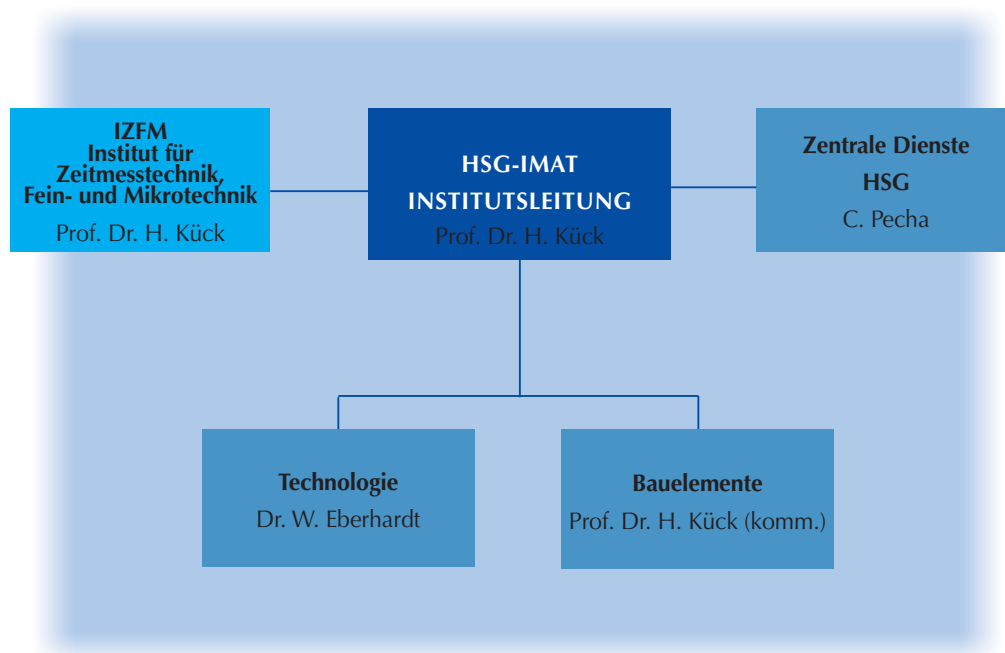 IZFM
Institut für
Zeitmesstechnik,
Fein- und Mikrotechnik
Prof. Dr. H. Kück
HSG-IMAT
INSTITUTSLEITUNG
Prof. Dr. H. Kück
Zentrale Dienste
HSG
C. Pecha
Technologie
Dr. W. Eberhardt
Bauelemente
Prof. Dr. H. Kück (komm.)